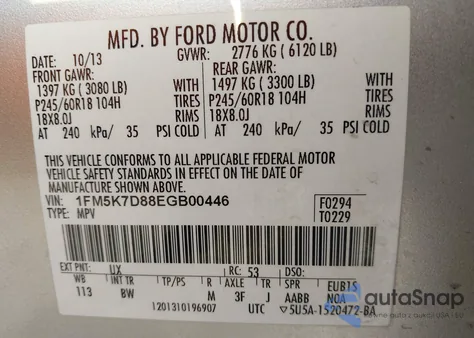 MFD. BY FORD MOTOR CO.
DATE: 10/13 GVWR: 2776 KG ( 6120 LB)
FRONT GAWR: REAR GAWR:
1397 KG ( 3080 LB) WITH 1497 KG ( 3300 LB) WITH
P245/60R18 104H TIRES P245/60R18 104H TIRES
18X8.0J RIMS 18X8.0J RIMS
AT 240 kPa/ 35 PSI COLD AT 240 kPa/ 35 PSI COLD
THIS VEHICLE CONFORMS TO ALL APPLICABLE FEDERAL MOTOR
VEHICLE SAFETY STANDARDS IN EFFECT ON THE DATE OF
MANUFACTURE SHOWN ABOVE.
VIN: 1FM5K7D88EGB00446 F0294
TYPE: MPV T0229
EXT PNT: UX RC: 53 DSO:
WB INT TR TP/PS R AXLE TR SPR EUB1S
113 BW M 3F J AABB NOA
1201310196907 UTC ▽5U5A-1520472-BA
autoSnap